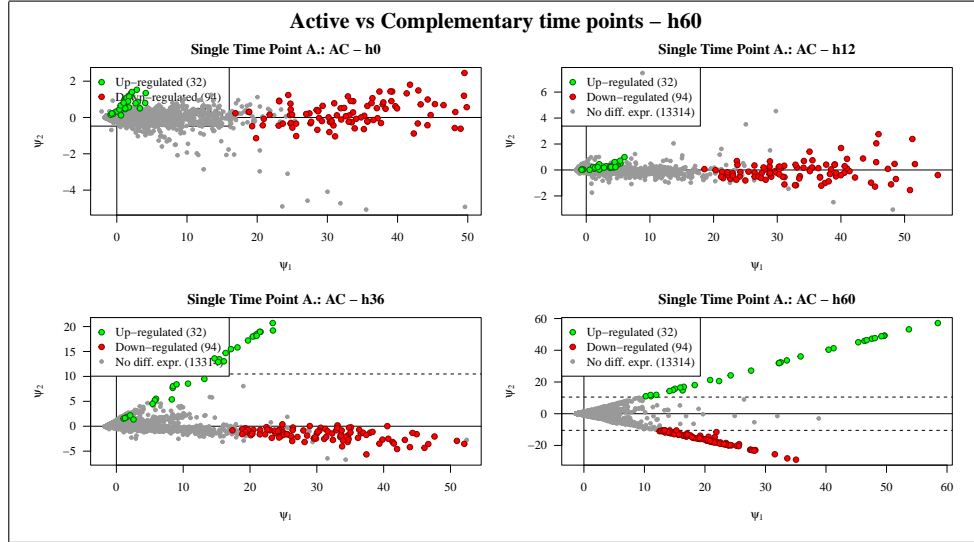 Active vs Complementary time points – h60
Single Time Point A.: AC – h0
Up-regulated (32)
Down-regulated (94)
ψ2
2
0
−2
−4
0 10 20 30 40 50
ψ1
Single Time Point A.: AC – h12
Up-regulated (32)
Down-regulated (94)
No diff. expr. (13314)
ψ2
6
4
2
0
−2
0 10 20 30 40 50
ψ1
Single Time Point A.: AC – h36
Up-regulated (32)
Down-regulated (94)
No diff. expr. (13314)
ψ2
20
15
10
5
0
−5
0 10 20 30 40 50
ψ1
Single Time Point A.: AC – h60
Up-regulated (32)
Down-regulated (94)
No diff. expr. (13314)
ψ2
60
40
20
0
−20
0 10 20 30 40 50 60
ψ1